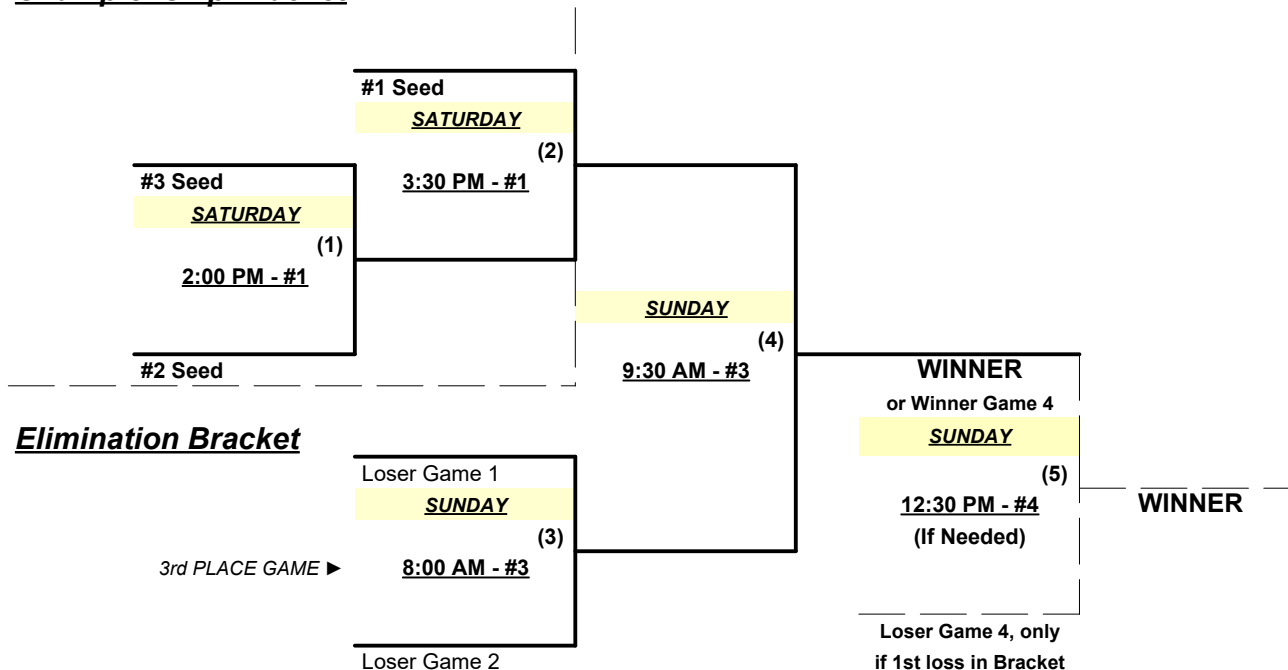 #1 Seed
SATURDAY
(2)
3:30 PM - #1
#3 Seed
SATURDAY
(1)
2:00 PM - #1
#2 Seed
SUNDAY
(4)
9:30 AM - #3
WINNER
or Winner Game 4
SUNDAY
(5)
12:30 PM - #4
(If Needed)
WINNER
Loser Game 4, only
if 1st loss in Bracket
Elimination Bracket
Loser Game 1
SUNDAY
(3)
3rd PLACE GAME ►
8:00 AM - #3
Loser Game 2